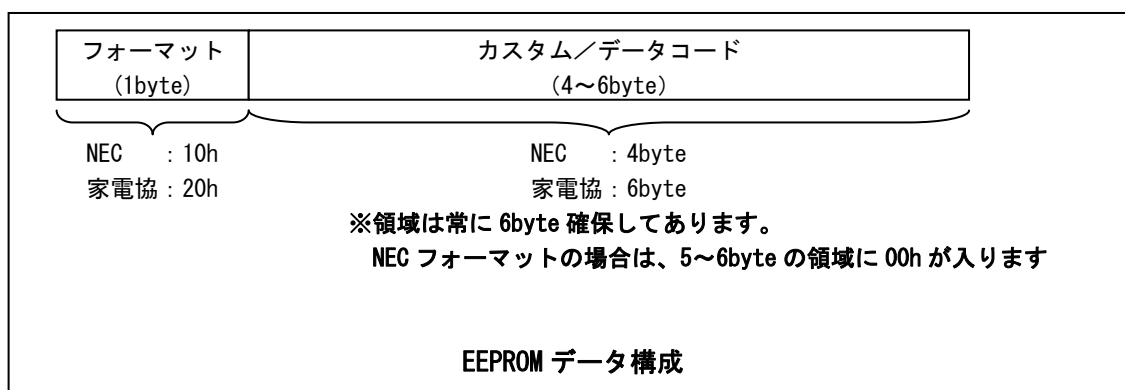 フォーマット
(1byte)
カスタム／データコード
(4～6byte)
NEC　　：10h
家電協：20h
NEC　　：4byte
家電協：6byte
※領域は常に 6byte 確保してあります。
NEC フォーマットの場合は、5～6byte の領域に 00h が入ります
EEPROM データ構成